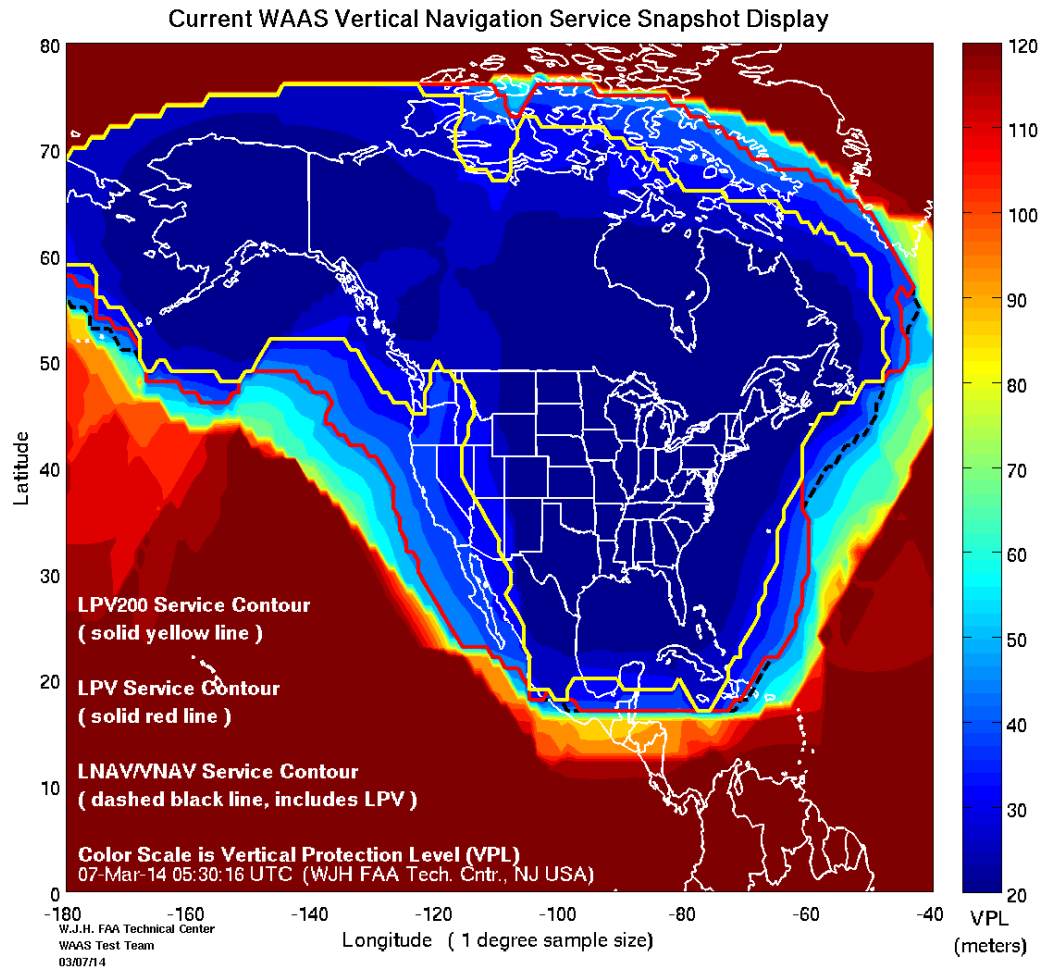 Current WAAS Vertical Navigation Service Snapshot Display
80
70
60
50
40
30
20
10
0
Latitude
LPV200 Service Contour
( solid yellow line )
LPV Service Contour
( solid red line )
LNAV/VNAV Service Contour
( dashed black line, includes LPV )
Color Scale is Vertical Protection Level (VPL)
07-Mar-14 05:30:16 UTC (WJH FAA Tech. Cntr., NJ USA)
-180 -160 -140 -120 -100 -80 -60 -40
Longitude ( 1 degree sample size)
W.J.H. FAA Technical Center
WAAS Test Team
03/07/14
120
110
100
90
80
70
60
50
40
30
20
VPL
(meters)